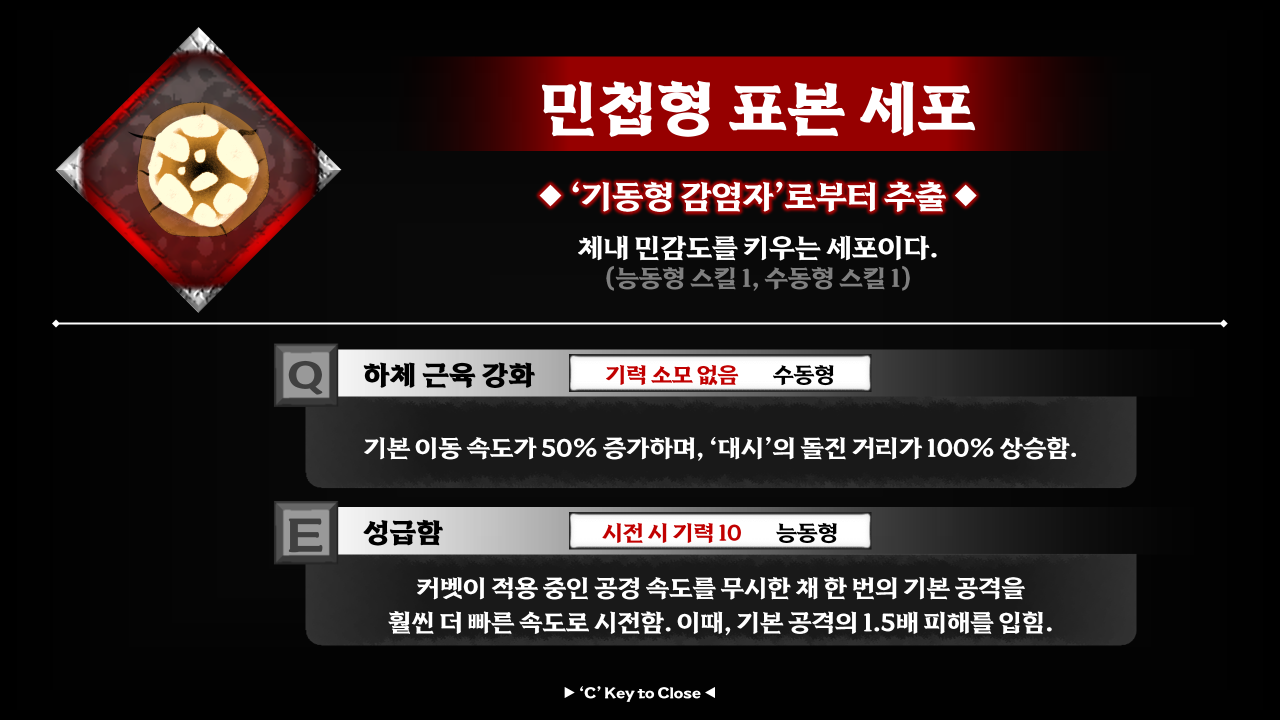 민첩형 표본 세포
◆ ‘기동형 감염자’로부터 추출 ◆
체내 민감도를 키우는 세포이다.
(능동형 스킬 1, 수동형 스킬 1)
Q 하체 근육 강화 기력 소모 없음 수동형
기본 이동 속도가 50% 증가하며, ‘대시’의 돌진 거리가 100% 상승함.
E 성급함 시전 시 기력 10 능동형
커벳이 적용 중인 공경 속도를 무시한 채 한 번의 기본 공격을
훨씬 더 빠른 속도로 시전함. 이때, 기본 공격의 1.5배 피해를 입힘.
▶ ‘C’ Key to Close ◀